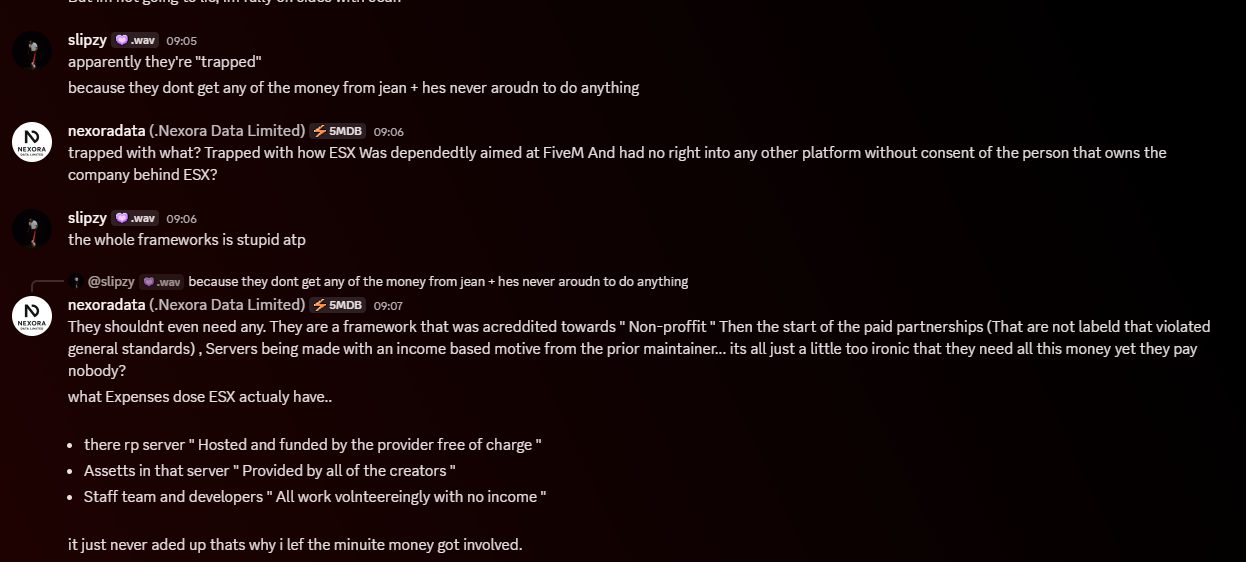 slipzy .wav 09:05
apparently they're "trapped"
because they dont get any of the money from jean + hes never aroudn to do anything
nexoradata (.Nexora Data Limited) 5MDB 09:06
trapped with what? Trapped with how ESX Was dependedtly aimed at FiveM And had no right into any other platform without consent of the person that owns the
company behind ESX?
slipzy .wav 09:06
the whole frameworks is stupid atp
@slipzy .wav because they dont get any of the money from jean + hes never aroudn to do anything
nexoradata (.Nexora Data Limited) 5MDB 09:07
They shouldnt even need any. They are a framework that was acreddited towards " Non-proffit " Then the start of the paid partnerships (That are not labeld that violated
general standards) , Servers being made with an income based motive from the prior maintainer... its all just a little too ironic that they need all this money yet they pay
nobody?
what Expenses dose ESX actualy have..
• there rp server " Hosted and funded by the provider free of charge "
• Assetts in that server " Provided by all of the creators "
• Staff team and developers " All work volnteereingly with no income "
it just never aded up thats why i lef the minuite money got involved.